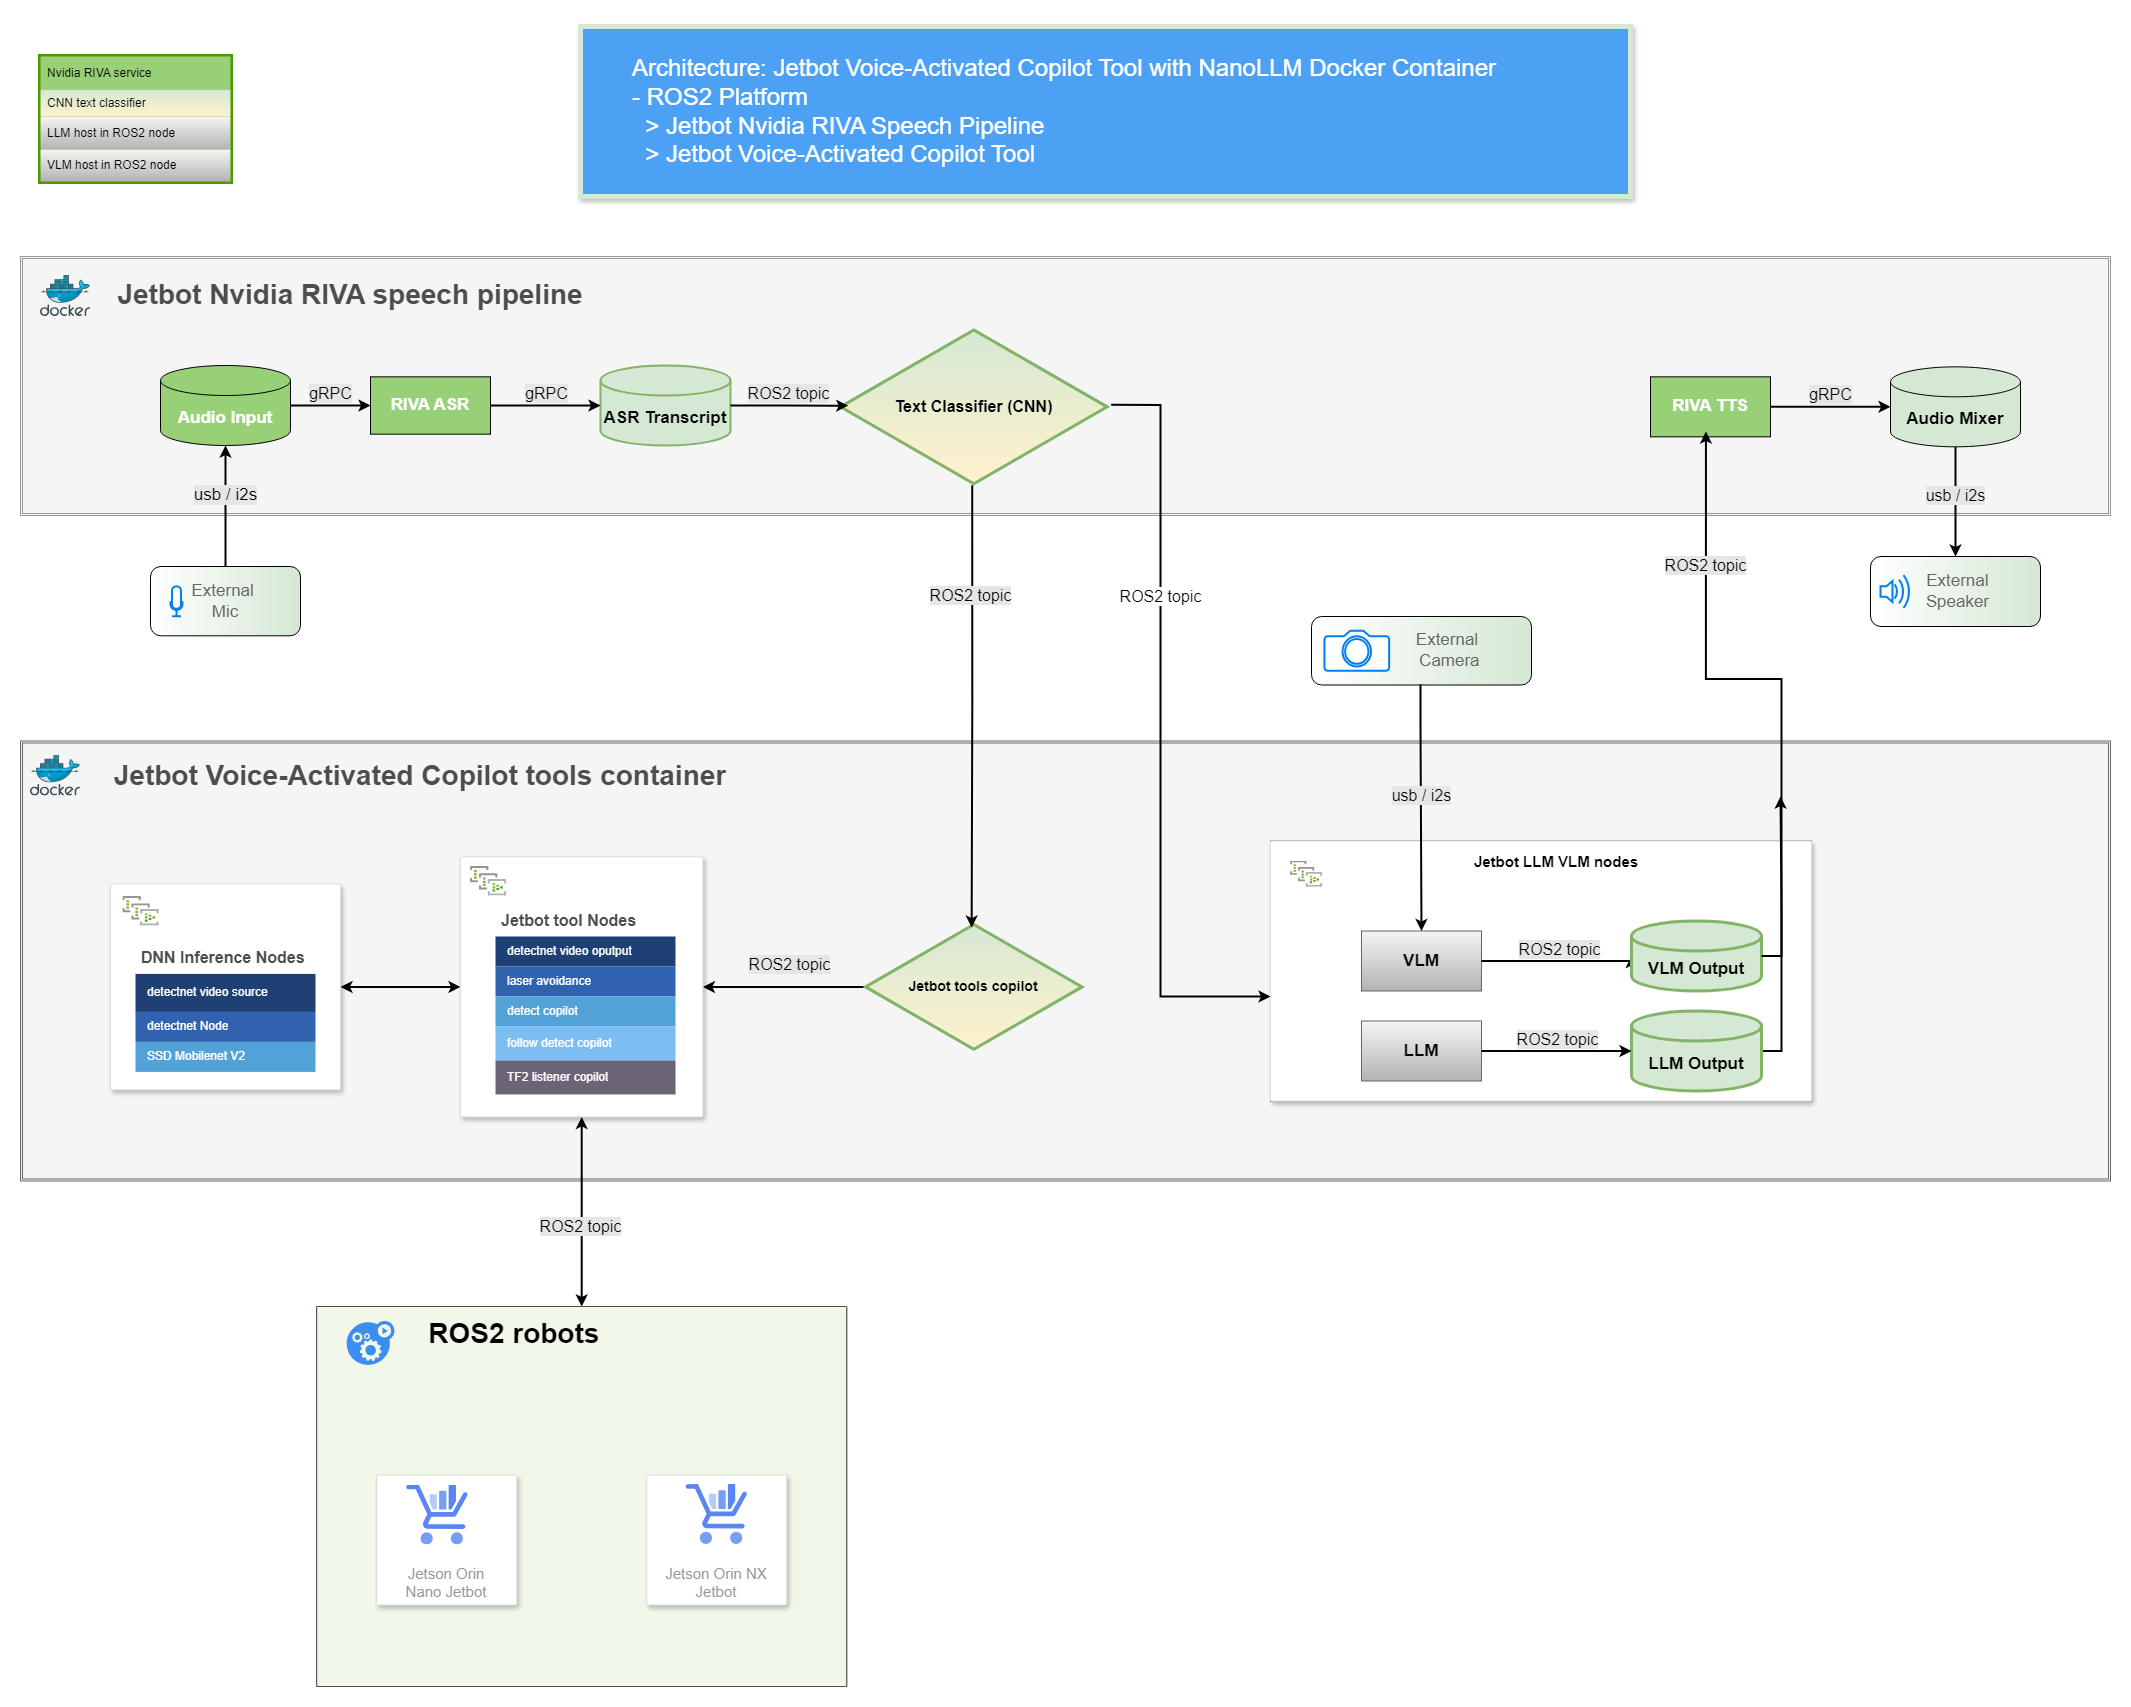 Nvidia RIVA service
CNN text classifier
LLM host in ROS2 node
VLM host in ROS2 node
Architecture: Jetbot Voice-Activated Copilot Tool with NanoLLM Docker Container
- ROS2 Platform
> Jetbot Nvidia RIVA Speech Pipeline
> Jetbot Voice-Activated Copilot Tool
docker
Jetbot Nvidia RIVA speech pipeline
Audio Input
gRPC
RIVA ASR
gRPC
ASR Transcript
ROS2 topic
Text Classifier (CNN)
RIVA TTS
gRPC
Audio Mixer
usb / i2s
usb / i2s
External
Mic
ROS2 topic
ROS2 topic
ROS2 topic
External
Speaker
External
Camera
docker
Jetbot Voice-Activated Copilot tools container
usb / i2s
DNN Inference Nodes
detectnet video source
detectnet Node
SSD Mobilenet V2
Jetbot tool Nodes
detectnet video oputput
laser avoidance
detect copilot
follow detect copilot
TF2 listener copilot
ROS2 topic
Jetbot tools copilot
Jetbot LLM VLM nodes
VLM
ROS2 topic
VLM Output
LLM
ROS2 topic
LLM Output
ROS2 topic
ROS2 robots
Jetson Orin
Nano Jetbot
Jetson Orin NX
Jetbot